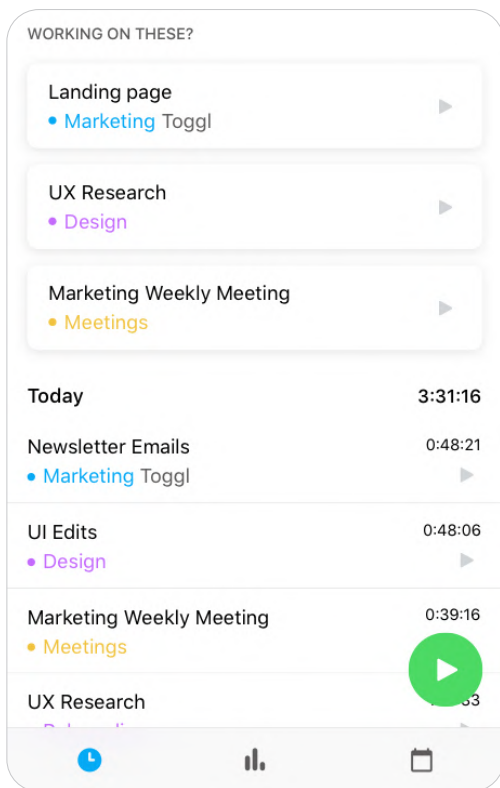 WORKING ON THESE?
Landing page
Marketing Toggl
UX Research
Design
Marketing Weekly Meeting
Meetings
Today 3:31:16
Newsletter Emails 0:48:21
Marketing Toggl
UI Edits 0:48:06
Design
Marketing Weekly Meeting 0:39:16
Meetings
UX Research